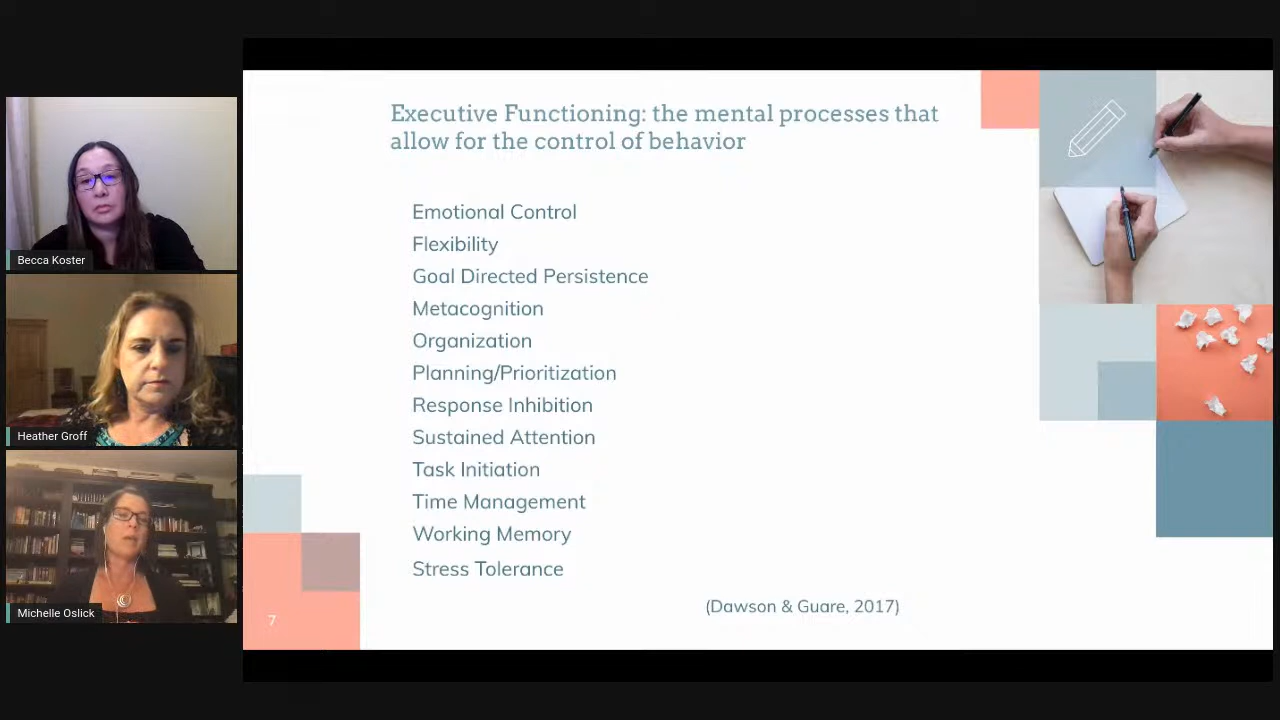 Becca Koster
Heather Groff
Michelle Oslick
Executive Functioning: the mental processes that
allow for the control of behavior
Emotional Control
Flexibility
Goal Directed Persistence
Metacognition
Organization
Planning/Prioritization
Response Inhibition
Sustained Attention
Task Initiation
Time Management
Working Memory
Stress Tolerance
(Dawson & Guare, 2017)
7